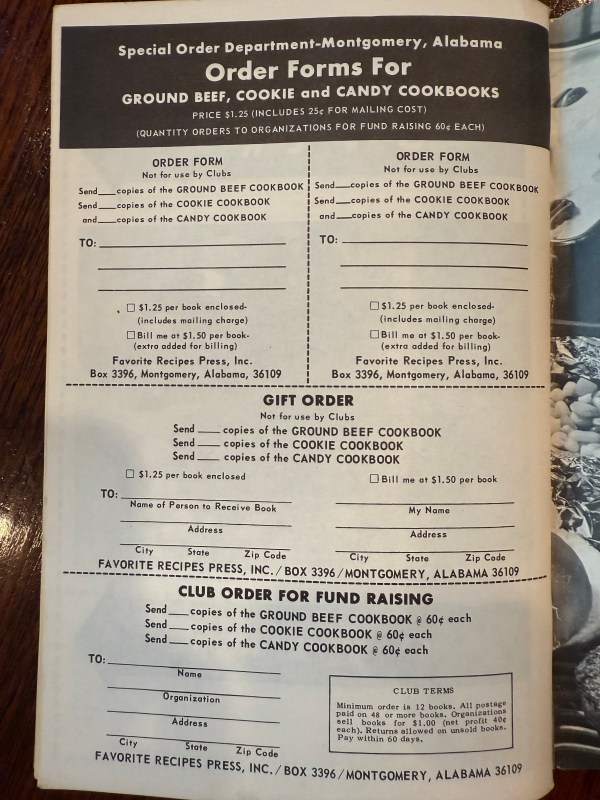 Special Order Department-Montgomery, Alabama
Order Forms For
GROUND BEEF, COOKIE and CANDY COOKBOOKS
PRICE $1.25 (INCLUDES 25¢ FOR MAILING COST)
(QUANTITY ORDERS TO ORGANIZATIONS FOR FUND RAISING 60¢ EACH)
ORDER FORM
Not for use by Clubs
Send___copies of the GROUND BEEF COOKBOOK
Send___copies of the COOKIE COOKBOOK
and___copies of the CANDY COOKBOOK
TO:
☐ $1.25 per book enclosed-
(includes mailing charge)
☐ Bill me at $1.50 per book-
(extra added for billing)
Favorite Recipes Press, Inc.
Box 3396, Montgomery, Alabama, 36109
ORDER FORM
Not for use by Clubs
Send___copies of the GROUND BEEF COOKBOOK
Send___copies of the COOKIE COOKBOOK
and___copies of the CANDY COOKBOOK
TO:
☐ $1.25 per book enclosed-
(includes mailing charge)
☐ Bill me at $1.50 per book-
(extra added for billing)
Favorite Recipes Press, Inc.
Box 3396, Montgomery, Alabama, 36109
GIFT ORDER
Not for use by Clubs
Send ___ copies of the GROUND BEEF COOKBOOK
Send ___ copies of the COOKIE COOKBOOK
Send ___ copies of the CANDY COOKBOOK
☐ $1.25 per book enclosed
☐ Bill me at $1.50 per book
TO:
Name of Person to Receive Book
Address
City State Zip Code
My Name
Address
City State Zip Code
FAVORITE RECIPES PRESS, INC./BOX 3396/MONTGOMERY, ALABAMA 36109
CLUB ORDER FOR FUND RAISING
Send ___ copies of the GROUND BEEF COOKBOOK @ 60¢ each
Send ___ copies of the COOKIE COOKBOOK @ 60¢ each
Send ___ copies of the CANDY COOKBOOK @ 60¢ each
TO:
Name
Organization
Address
City State Zip Code
CLUB TERMS
Minimum order is 12 books. All postage
paid on 48 or more books. Organizations
sell books for $1.00 (net profit 40¢
each). Returns allowed on unsold books.
Pay within 60 days.
FAVORITE RECIPES PRESS, INC./BOX 3396/MONTGOMERY, ALABAMA 36109